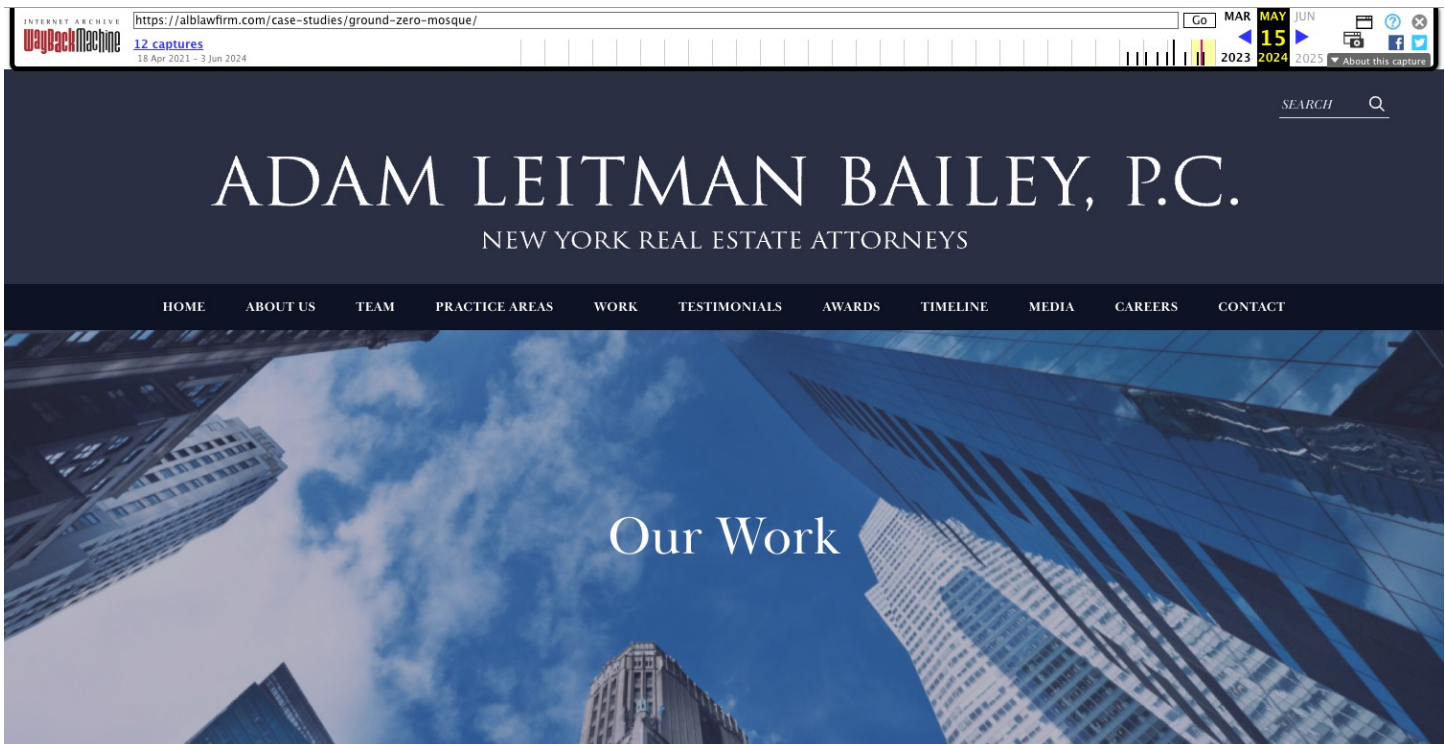 INTERNET ARCHIVE
WayBackMachine
https://alblawfirm.com/case-studies/ground-zero-mosque/
Go
MAR MAY JUN
12 captures
15
18 Apr 2021 – 3 Jun 2024
2023 2024 2025
▼ About this capture
SEARCH
ADAM LEITMAN BAILEY, P.C.
NEW YORK REAL ESTATE ATTORNEYS
HOME ABOUT US TEAM PRACTICE AREAS WORK TESTIMONIALS AWARDS TIMELINE MEDIA CAREERS CONTACT
Our Work